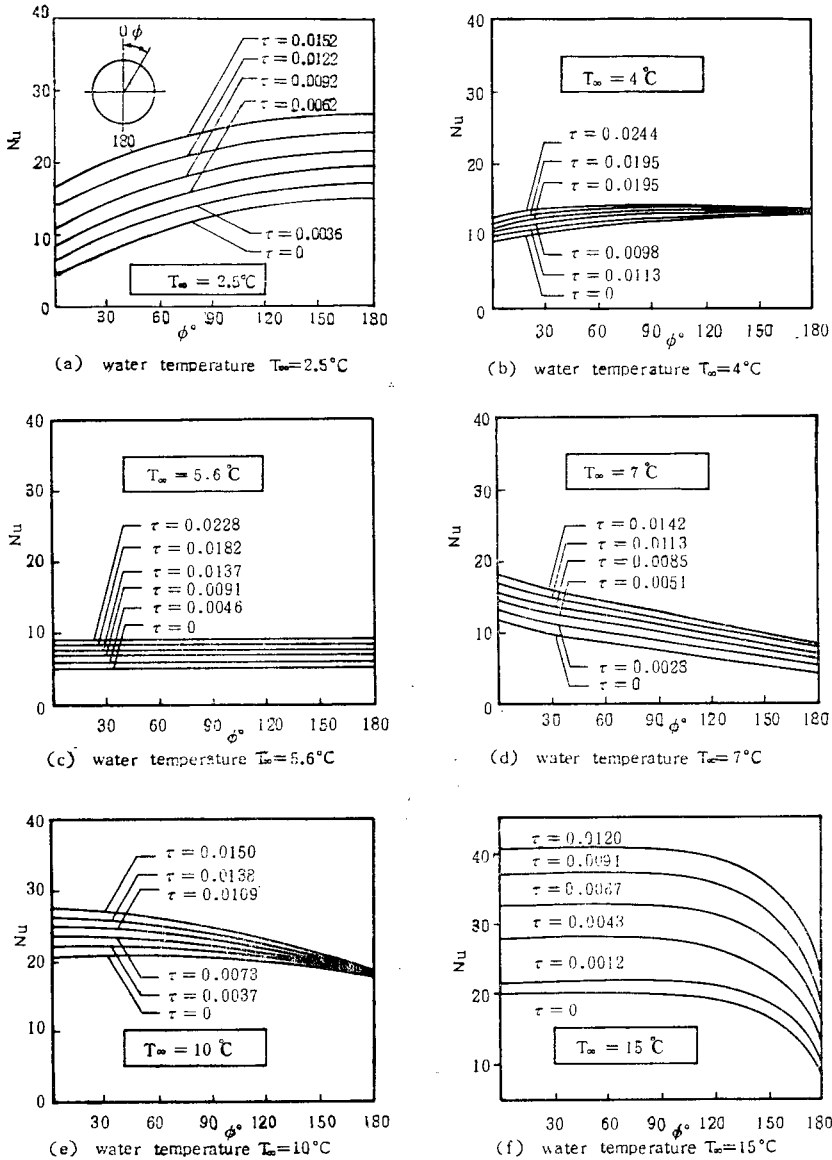 40
30
20
10
0
Nu
0 φ
180
τ = 0.0152
τ = 0.0122
τ = 0.0092
τ = 0.0062
τ = 0.0036
τ = 0
T∞ = 2.5°C
30 60 90 120 150 180
φ°
(a) water temperature T∞=2.5°C
40
30
20
10
0
Nu
T∞ = 4°C
τ = 0.0244
τ = 0.0195
τ = 0.0195
τ = 0.0098
τ = 0.0113
τ = 0
30 60 90 120 150 180
φ°
(b) water temperature T∞=4°C
40
30
20
10
0
Nu
T∞ = 5.6°C
τ = 0.0228
τ = 0.0182
τ = 0.0137
τ = 0.0091
τ = 0.0046
τ = 0
30 60 90 120 150 180
φ°
(c) water temperature T∞=5.6°C
40
30
20
10
0
Nu
T∞ = 7°C
τ = 0.0142
τ = 0.0113
τ = 0.0085
τ = 0.0051
τ = 0.0028
τ = 0
30 60 90 120 150 180
φ°
(d) water temperature T∞=7°C
40
30
20
10
0
Nu
τ = 0.0150
τ = 0.0138
τ = 0.0109
τ = 0.0073
τ = 0.0037
τ = 0
T∞ = 10°C
30 60 90 120 150 180
φ°
(e) water temperature T∞=10°C
40
30
20
10
Nu
τ = 0.0120
τ = 0.0091
τ = 0.0067
τ = 0.0043
τ = 0.0012
τ = 0
T∞ = 15°C
30 60 90 120 150 180
φ°
(f) water temperature T∞=15°C